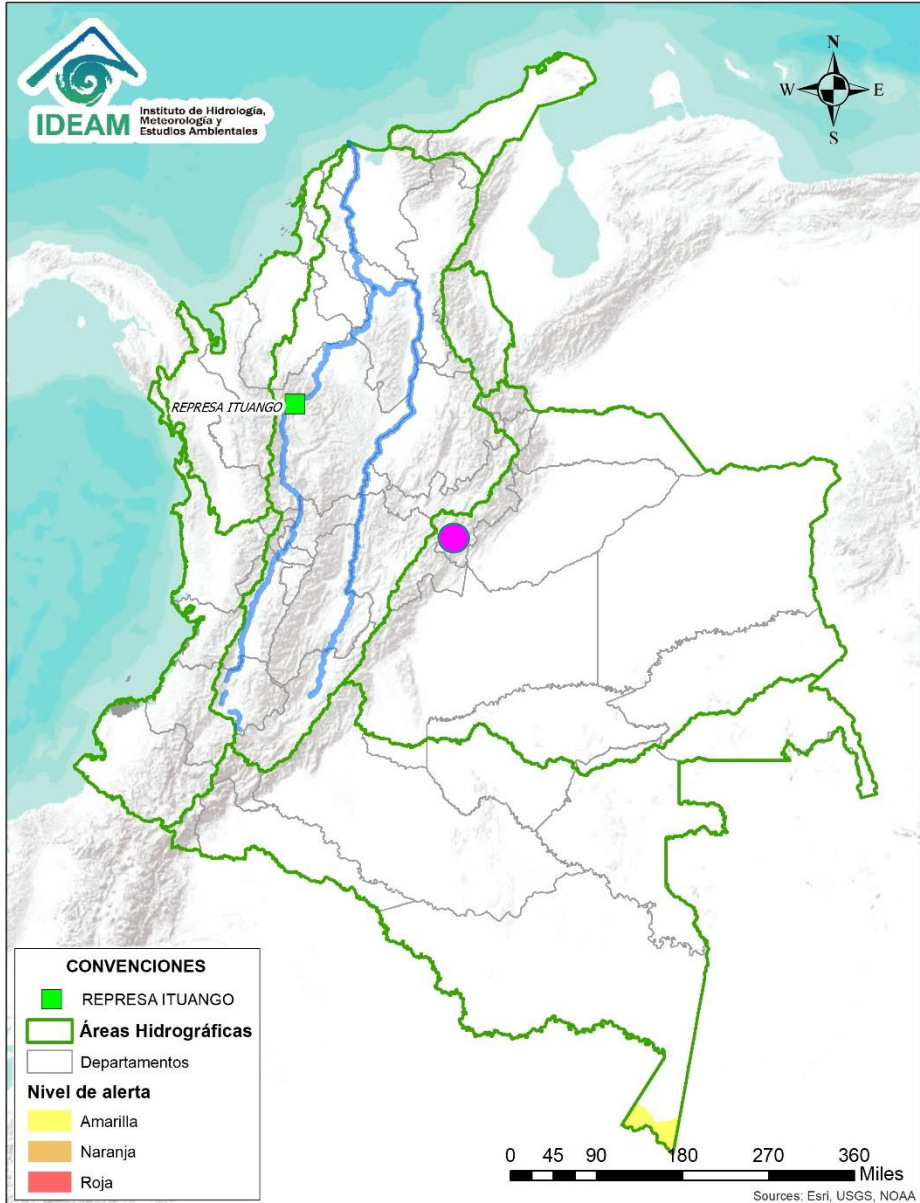 IDEAM
Instituto de Hidrología,
Meteorología y
Estudios Ambientales
N
W
E
S
REPRESA ITUANGO
CONVENCIONES
REPRESA ITUANGO
Áreas Hidrográficas
Departamentos
Nivel de alerta
Amarilla
Naranja
Roja
0 45 90 180 270 360
Miles
Sources: Esri, USGS, NOAA